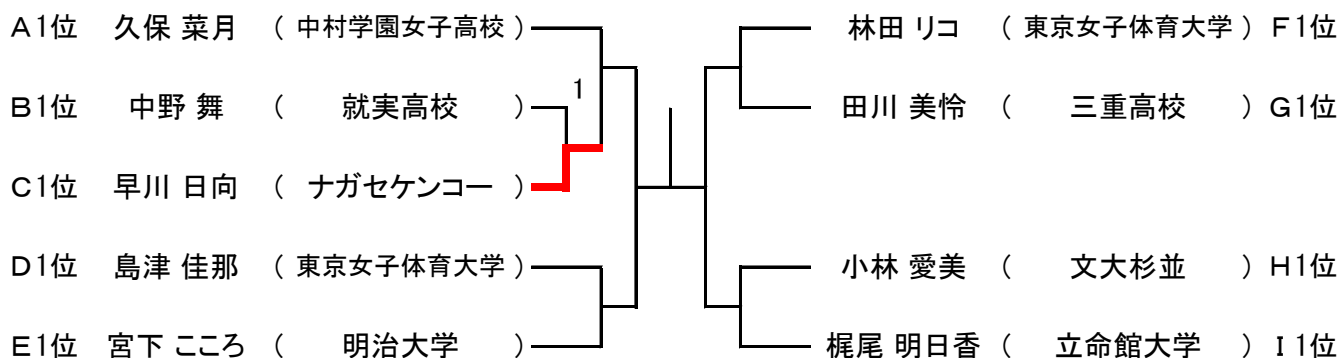 A1位 久保 菜月 ( 中村学園女子高校 ) 林田 リコ ( 東京女子体育大学 ) F1位
1
B1位 中野 舞 ( 就実高校 ) 田川 美怜 ( 三重高校 ) G1位
C1位 早川 日向 ( ナガセケンコー )
D1位 島津 佳那 ( 東京女子体育大学 ) 小林 愛美 ( 文大杉並 ) H1位
E1位 宮下 こころ ( 明治大学 ) 梶尾 明日香 ( 立命館大学 ) I1位